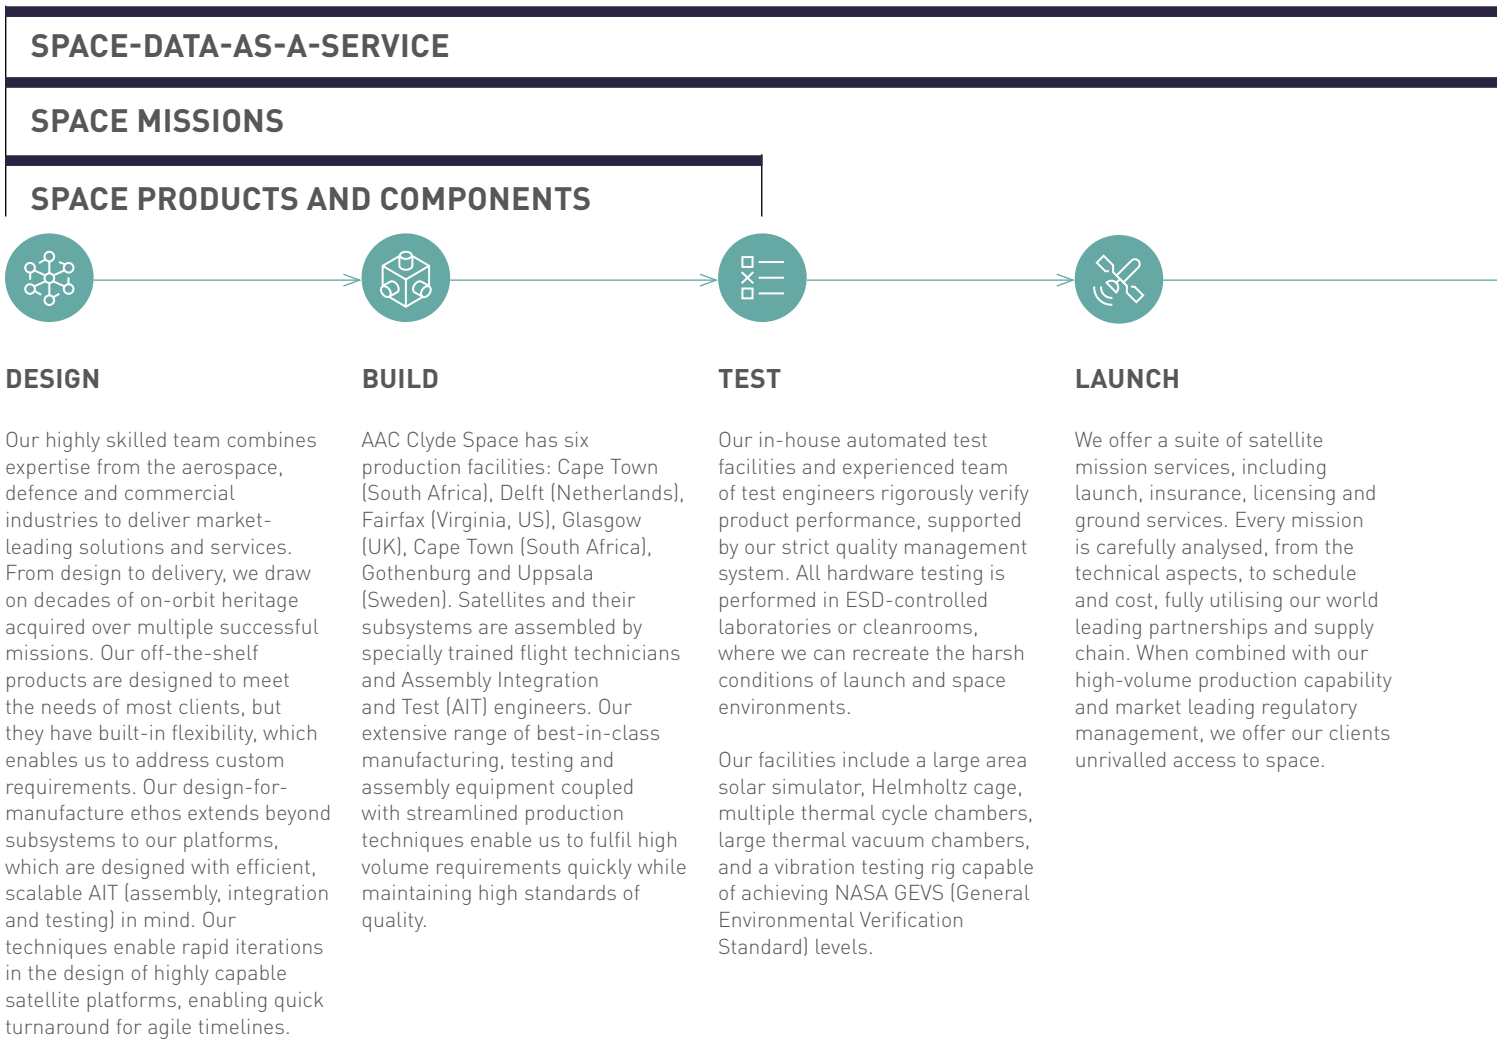 SPACE-DATA-AS-A-SERVICE
SPACE MISSIONS
SPACE PRODUCTS AND COMPONENTS
DESIGN
Our highly skilled team combines
expertise from the aerospace,
defence and commercial
industries to deliver market-
leading solutions and services.
From design to delivery, we draw
on decades of on-orbit heritage
acquired over multiple successful
missions. Our off-the-shelf
products are designed to meet
the needs of most clients, but
they have built-in flexibility, which
enables us to address custom
requirements. Our design-for-
manufacture ethos extends beyond
subsystems to our platforms,
which are designed with efficient,
scalable AIT (assembly, integration
and testing) in mind. Our
techniques enable rapid iterations
in the design of highly capable
satellite platforms, enabling quick
turnaround for agile timelines.
BUILD
AAC Clyde Space has six
production facilities: Cape Town
(South Africa), Delft (Netherlands),
Fairfax (Virginia, US), Glasgow
(UK), Cape Town (South Africa),
Gothenburg and Uppsala
(Sweden). Satellites and their
subsystems are assembled by
specially trained flight technicians
and Assembly Integration
and Test (AIT) engineers. Our
extensive range of best-in-class
manufacturing, testing and
assembly equipment coupled
with streamlined production
techniques enable us to fulfil high
volume requirements quickly while
maintaining high standards of
quality.
TEST
Our in-house automated test
facilities and experienced team
of test engineers rigorously verify
product performance, supported
by our strict quality management
system. All hardware testing is
performed in ESD-controlled
laboratories or cleanrooms,
where we can recreate the harsh
conditions of launch and space
environments.
Our facilities include a large area
solar simulator, Helmholtz cage,
multiple thermal cycle chambers,
large thermal vacuum chambers,
and a vibration testing rig capable
of achieving NASA GEVS (General
Environmental Verification
Standard) levels.
LAUNCH
We offer a suite of satellite
mission services, including
launch, insurance, licensing and
ground services. Every mission
is carefully analysed, from the
technical aspects, to schedule
and cost, fully utilising our world
leading partnerships and supply
chain. When combined with our
high-volume production capability
and market leading regulatory
management, we offer our clients
unrivalled access to space.